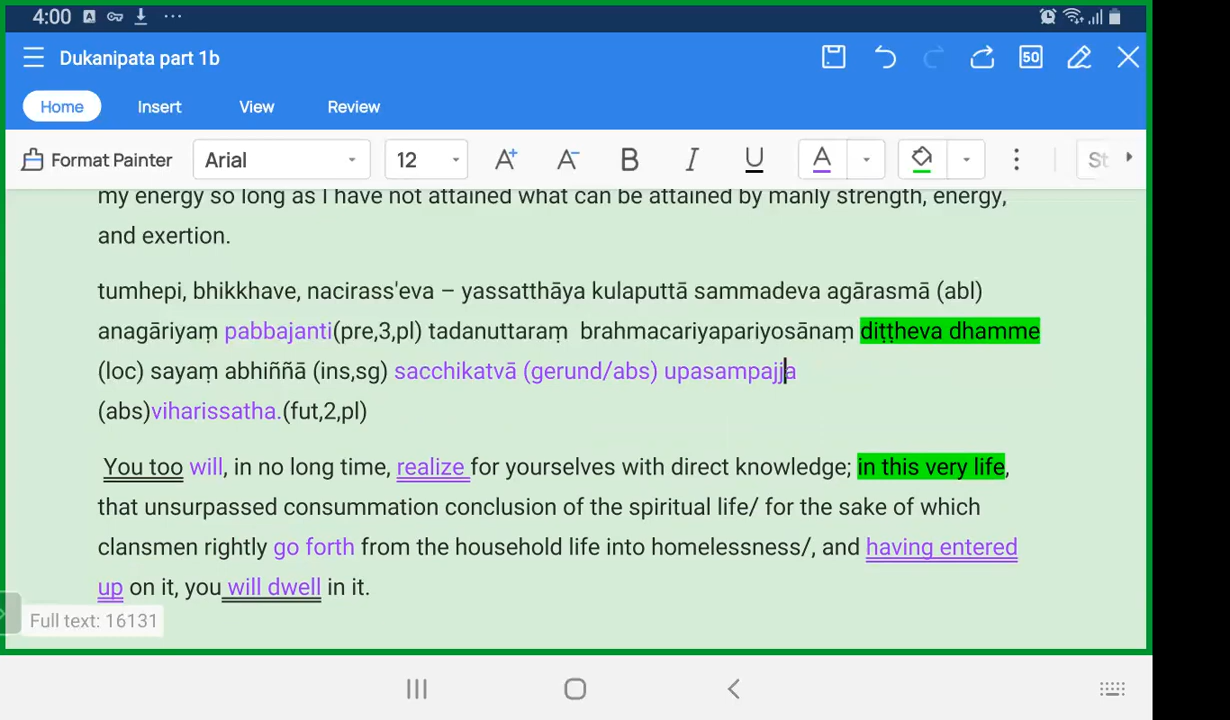 4:00
Dukanipata part 1b
50
Home Insert View Review
Format Painter Arial 12 A+ A- B I U A St
my energy so long as I have not attained what can be attained by manly strength, energy,
and exertion.
tumhepi, bhikkhave, nacirass'eva – yassatthāya kulaputtā sammadeva agārasmā (abl)
anagāriyaṃ pabbajanti(pre,3,pl) tadanuttaraṃ brahmacariyapariyosānaṃ diṭṭheva dhamme
(loc) sayaṃ abhiññā (ins,sg) sacchikatvā (gerund/abs) upasampajja
(abs)viharissatha.(fut,2,pl)
You too will, in no long time, realize for yourselves with direct knowledge; in this very life,
that unsurpassed consummation conclusion of the spiritual life/ for the sake of which
clansmen rightly go forth from the household life into homelessness/, and having entered
up on it, you will dwell in it.
Full text: 16131